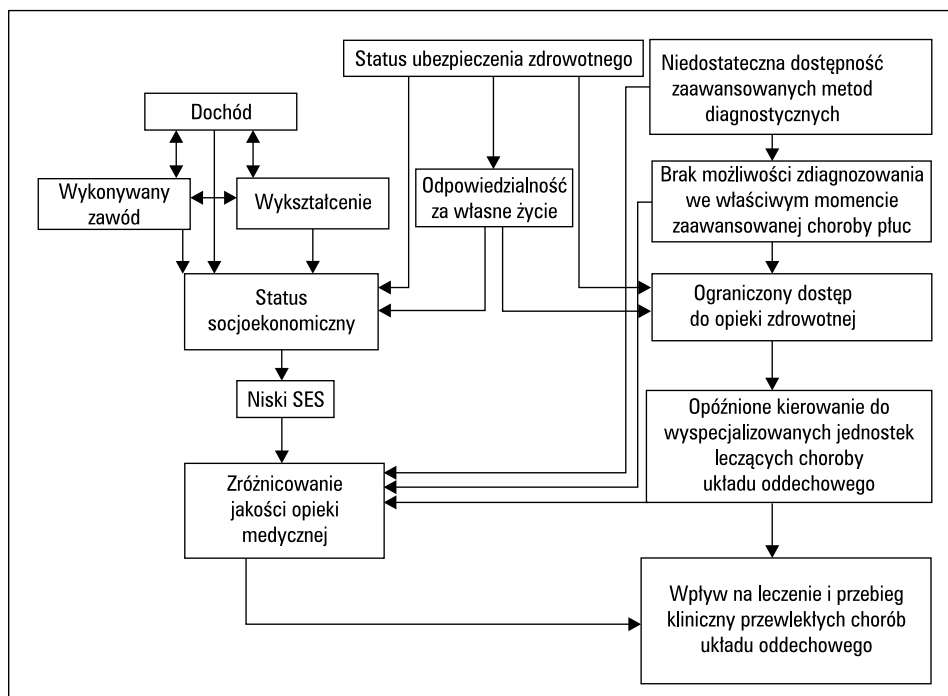 Status ubezpieczenia zdrowotnego
Niedostateczna dostępność
zaawansowanych metod
diagnostycznych
Dochód
Wykonywany
zawód
Wykształcenie
Odpowiedzialność
za własne życie
Brak możliwości zdiagnozowania
we właściwym momencie
zaawansowanej choroby płuc
Status
socjoekonomiczny
Ograniczony dostęp
do opieki zdrowotnej
Niski SES
Opóźnione kierowanie do
wyspecjalizowanych jednostek
leczących choroby
układu oddechowego
Zróżnicowanie
jakości opieki
medycznej
Wpływ na leczenie i przebieg
kliniczny przewlekłych chorób
układu oddechowego